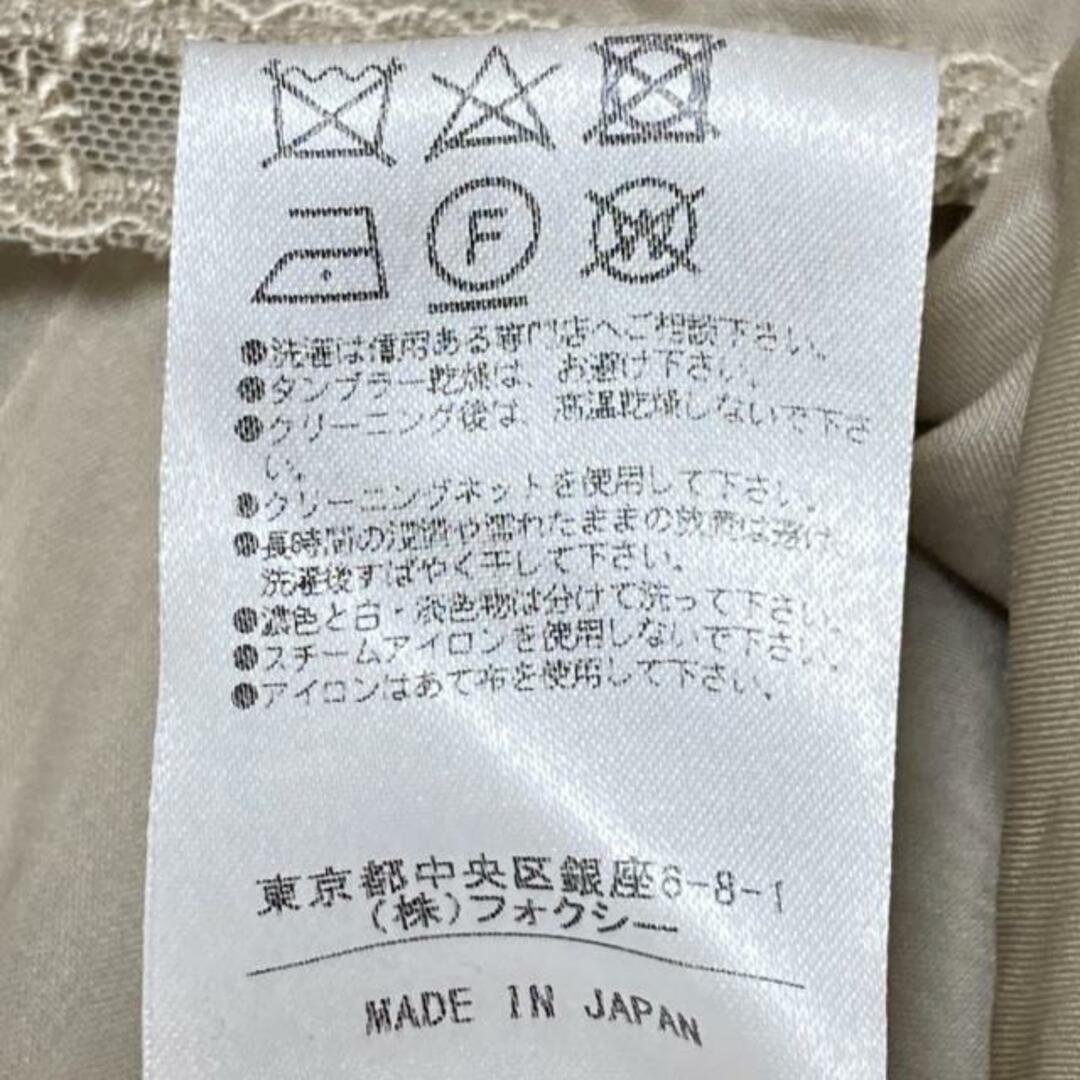 F
W
●洗濯は信用ある専門店へご相談下さい。
●タンブラー乾燥は、お避け下さい。
●クリーニング後は、高温乾燥しないで下さ
い。
●クリーニングネットを使用して下さい。
●長時間の浸漬や濡れたままの放置は避け、
洗濯後すばやく干して下さい。
●濃色と白・淡色物は分けて洗って下さい。
●スチームアイロンを使用しないで下さい。
●アイロンはあて布を使用して下さい。
東京都中央区銀座6-8-1
(株)フォクシー
MADE IN JAPAN